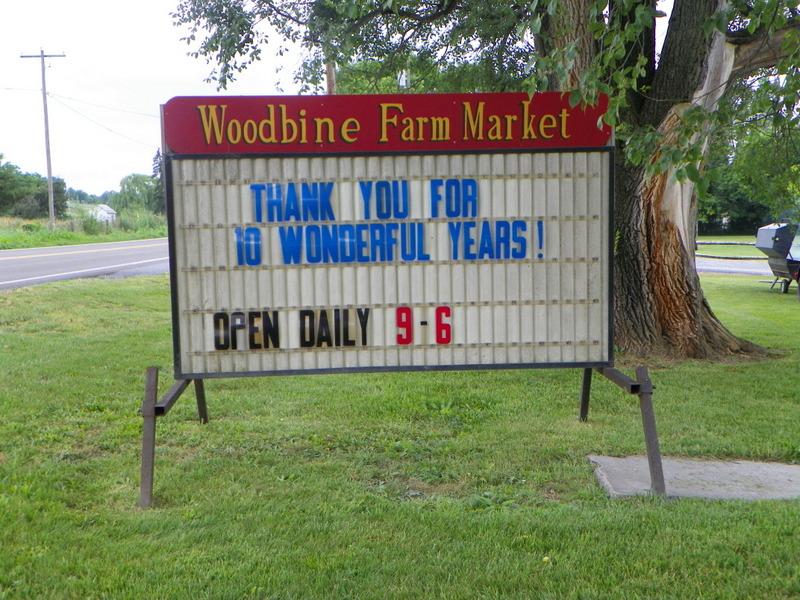 Woodbine Farm Market
THANK YOU FOR
10 WONDERFUL YEARS!
OPEN DAILY 9-6